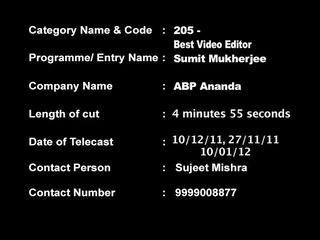 Category Name & Code : 205 -
Best Video Editor
Programme/ Entry Name : Sumit Mukherjee
Company Name : ABP Ananda
Length of cut : 4 minutes 55 seconds
Date of Telecast : 10/12/11, 27/11/11
10/01/12
Contact Person : Sujeet Mishra
Contact Number : 9999008877